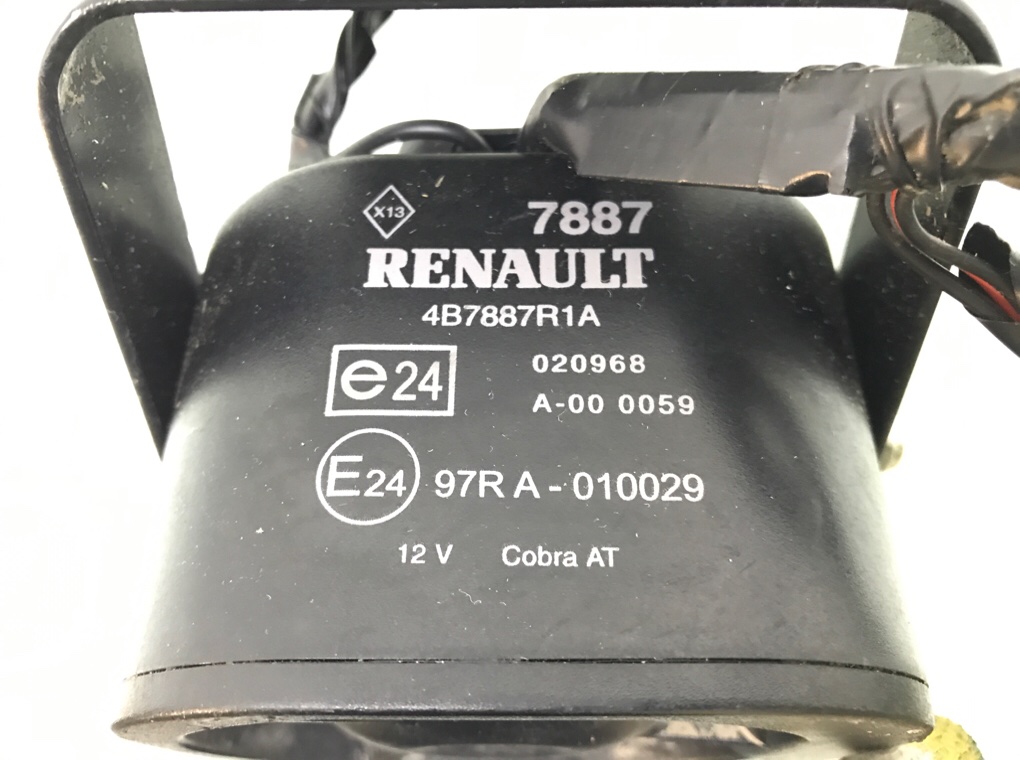 X13
7887
RENAULT
4B7887R1A
e24
020968
A-00 0059
E24 97R A - 010029
12 V Cobra AT